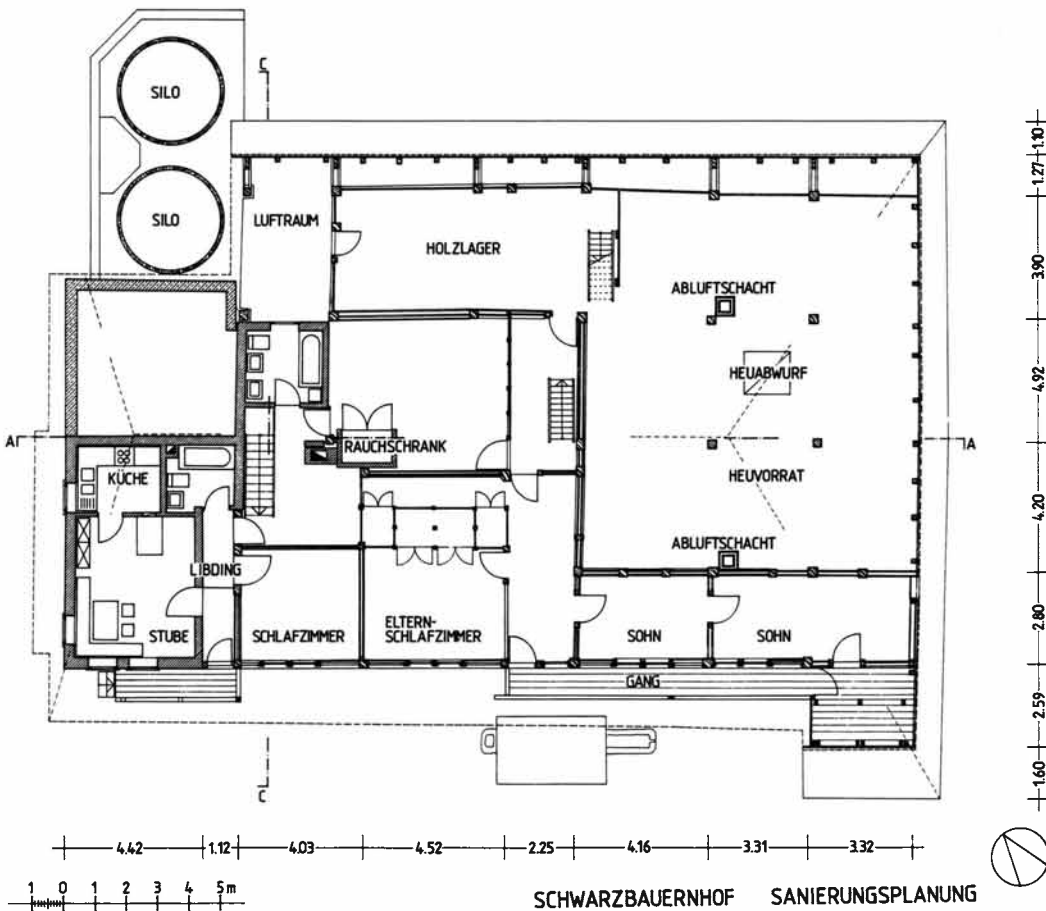 SILO
C
SILO
LUFTRAUM
HOLZLAGER
ABLUFTSCHACHT
HEUABWURF
A
RAUCHSCHRANK
A
KÜCHE
HEUVORRAT
ABLUFTSCHACHT
LIBDING
STUBE
SCHLAFZIMMER
ELTERN-
SCHLAFZIMMER
SOHN
SOHN
GANG
C
1.10
1.27
3.90
4.92
4.20
2.80
2.59
1.60
4.42 1.12 4.03 4.52 2.25 4.16 3.31 3.32
1 0 1 2 3 4 5m
SCHWARZBAUERNHOF SANIERUNGSPLANUNG